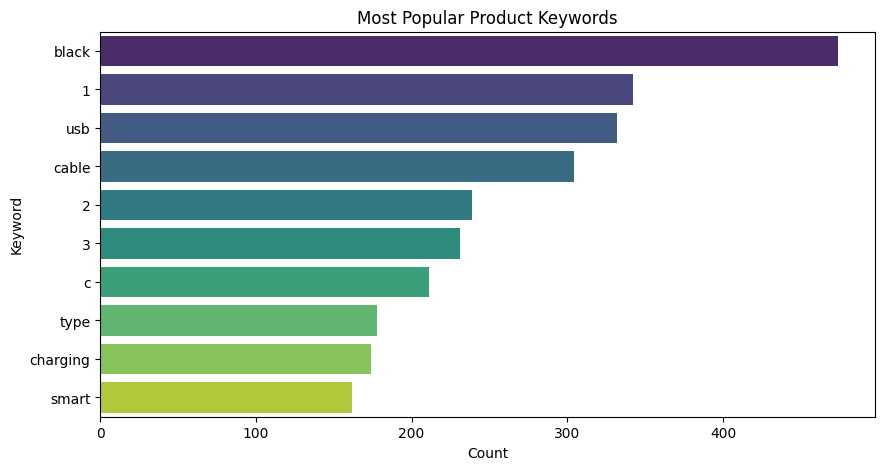 Most Popular Product Keywords
Keyword
black
1
usb
cable
2
3
c
type
charging
smart
0 100 200 300 400
Count